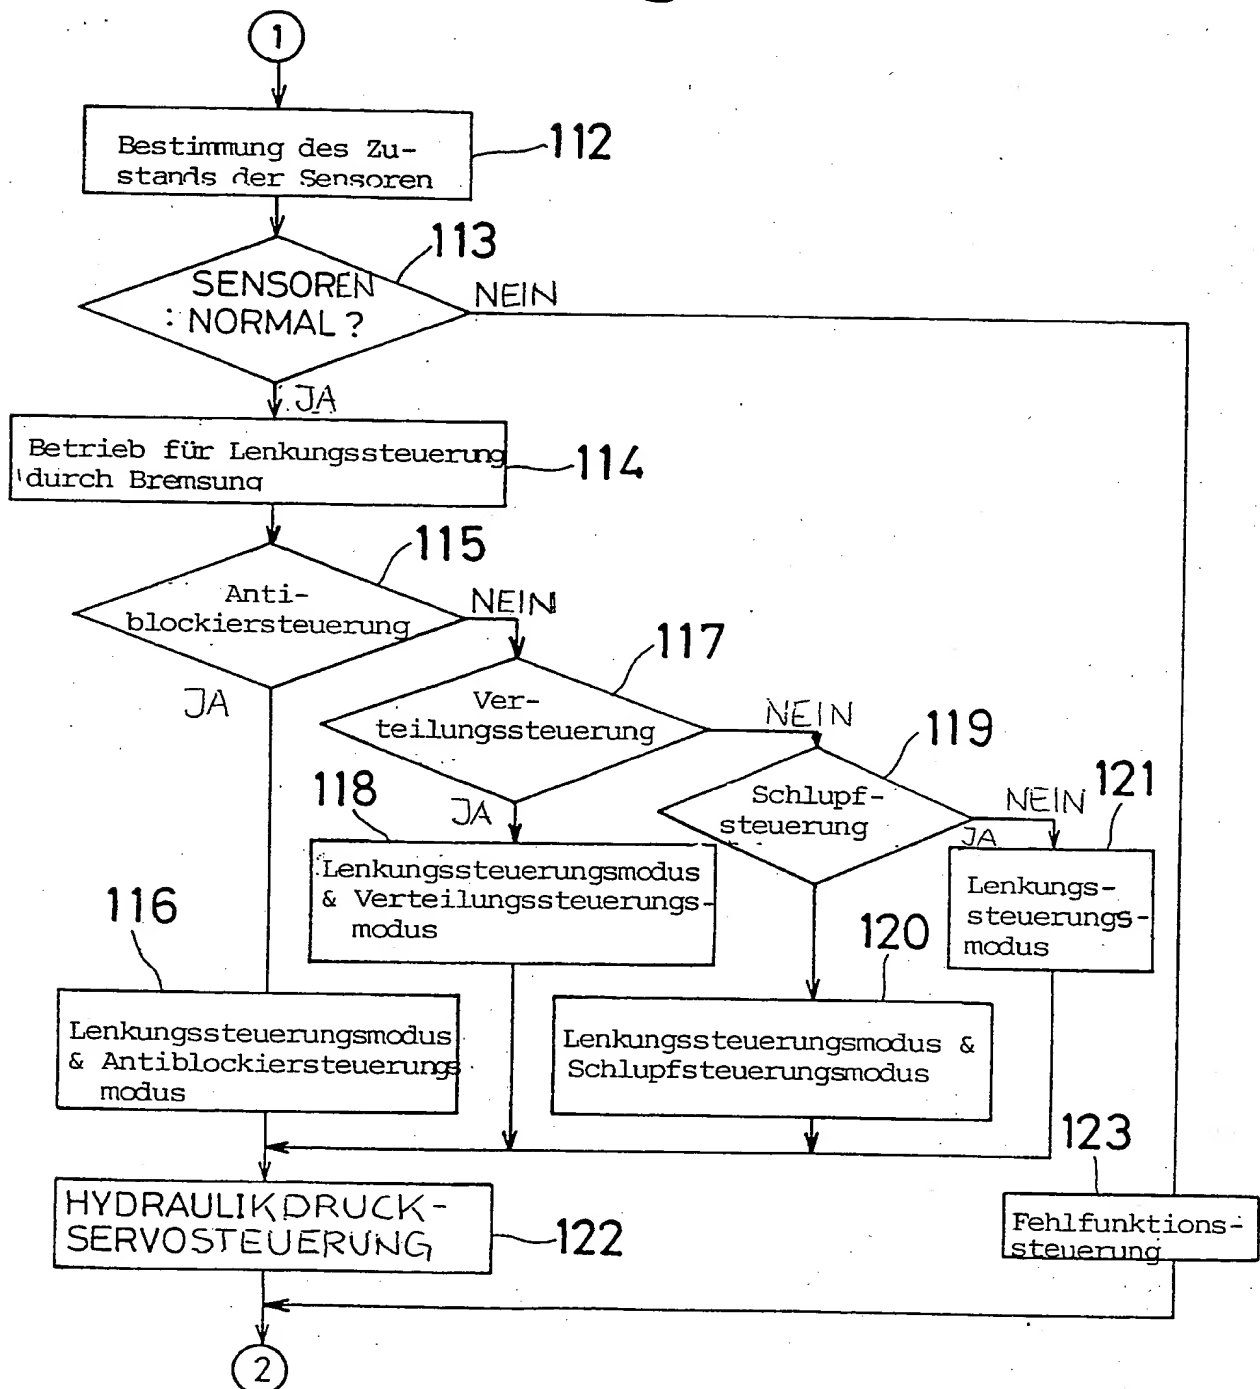 1
Bestimmung des Zu-
stands der Sensoren
112
113
SENSOREN
NORMAL?
NEIN
JA
Betrieb für Lenkungssteuerung
durch Bremsung
114
115
Anti-
blockiersteuerung
NEIN
JA
117
Ver-
teilungssteuerung
NEIN
JA
119
Schlupf-
steuerung
NEIN
JA
121
118
Lenkungssteuerungsmodus
& Verteilungssteuerungs-
modus
Lenkungs-
steuerungs-
modus
116
120
Lenkungssteuerungsmodus
& Antiblockiersteuerungs
modus
Lenkungssteuerungsmodus &
Schlupfsteuerungsmodus
123
HYDRAULIKDRUCK-
SERVOSTEUERUNG
122
Fehlfunktions-
steuerung
2